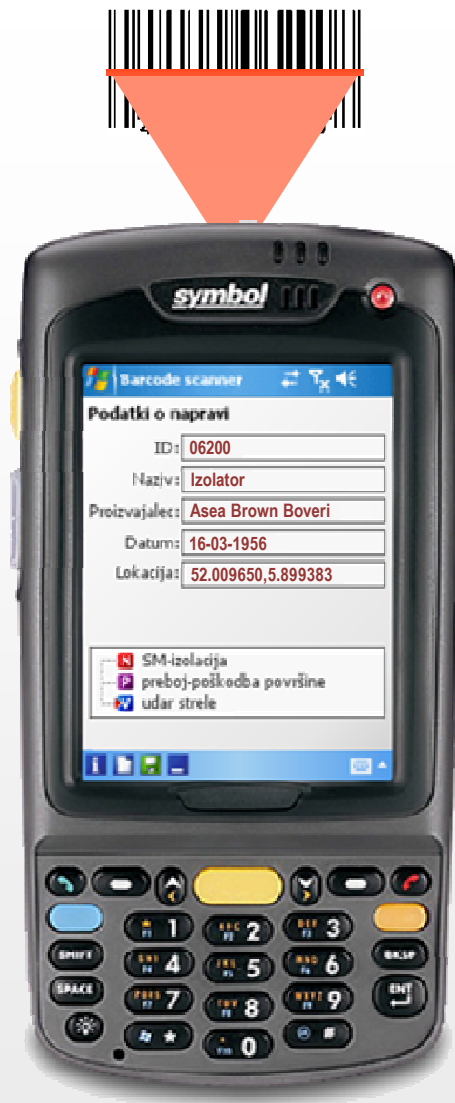 symbol
Barcode scanner
Podatki o napravi
ID: 06200
Naziv: Izolator
Proizvajalec: Asea Brown Boveri
Datum: 16-03-1956
Lokacija: 52.009650,5.899383
N SM-izolacija
P preboj-poškodba površine
udar strele
1 2 3
SHIFT 4 5 6 BKSP
SPACE 7 8 9 ENT
* 0